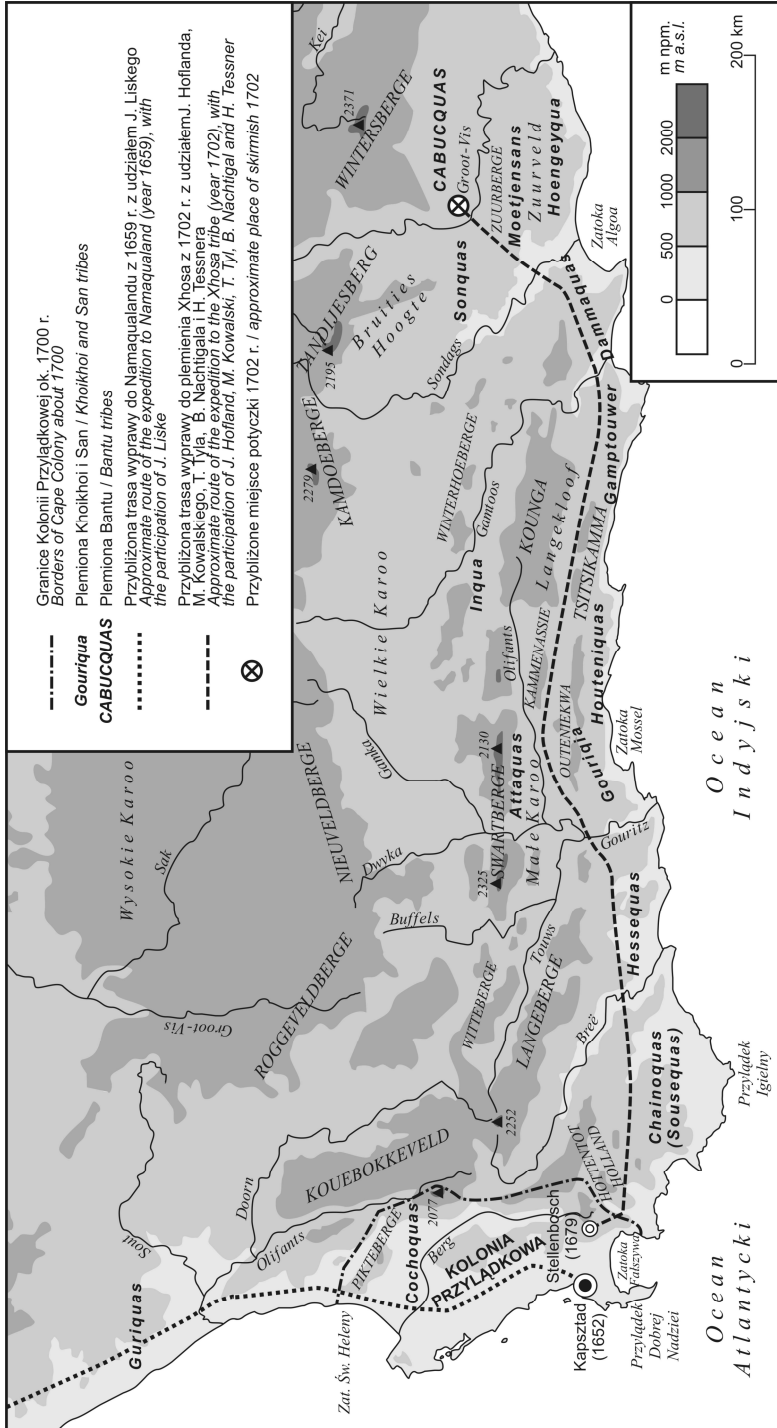 Granice Kolonii Przylądkowej ok. 1700 r.
Borders of Cape Colony about 1700
Gouriqua Plemiona Khoikhoi i San / Khoikhoi and San tribes
CABUCQUAS Plemiona Bantu / Bantu tribes
Przybliżona trasa wyprawy do Namaqualandu z 1659 r. z udziałem J. Liskego
Approximate route of the expedition to Namaqualand (year 1659), with
the participation of J. Liske
Przybliżona trasa wyprawy do plemienia Xhosa z 1702 r. z udziałemJ. Hoflanda,
M. Kowalskiego, T. Tyla, B. Nachtigala i H. Tessnera
Approximate route of the expedition to the Xhosa tribe (year 1702), with
the participation of J. Hofland, M. Kowalski, T. Tyl, B. Nachtigal and H. Tessner
Przybliżone miejsce potyczki 1702 r. / approximate place of skirmish 1702
Wysokie Karoo
Sak
Groot-Vis
Sout
Guriquas
Doorn
Olifants
ROGGEVELDBERGE
NIEUVELDBERGE
Gamka
Dwyka
Buffels
Wielkie Karoo
2279
KAMDOEBERGE
2195
TANDJIESBERG
Bruities
Hoogte
Kei
2371
WINTERSBERGE
KOUEBOKKEVELD
Zat. Św. Heleny
PIKTEBERGE
Cochoquas
2077
Berg
KOLONIA
PRZYLĄDKOWA
WITTEBERGE
2252
Touws
LANGEBERGE
2325
SWARTBERGE
2130
Attaquas
Małe Karoo
Inqua
WINTERHOEBERGE
Gamtoos
Olifants
KOUNGA
KAMMENASSIE
Langekloof
Sondags
Sonquas
CABUCQUAS
Groot-Vis
ZUURBERGE
Moetjensans
Zuurveld
Hoengeyqua
Zatoka
Algoa
Dammaquas
Gamptouwer
TSITSIKAMMA
Houteniquas
OUTENIEKWA
Gouriqia
Zatoka
Mossel
Gouritz
Hessequas
Breë
Chainoquas
(Sousequas)
HOTTENTOT
HOLLAND
Stellenbosch
(1679)
Kapsztad
(1652)
Zatoka
Fałszywa
Przylądek
Dobrej
Nadziei
Przylądek
Igielny
Ocean
Atlantycki
Ocean
Indyjski
0 500 1000 2000 m npm.
m a.s.l.
0 100 200 km